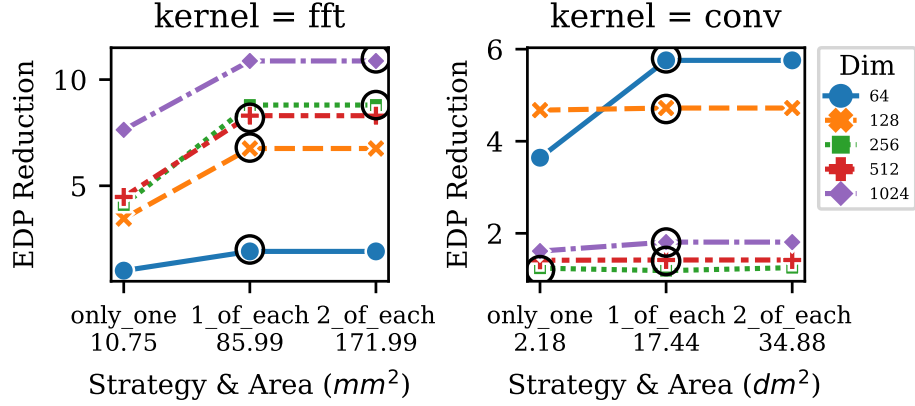 kernel = fft
EDP Reduction
10
5
only_one 1_of_each 2_of_each
10.75 85.99 171.99
Strategy & Area (mm²)
kernel = conv
EDP Reduction
6
4
2
only_one 1_of_each 2_of_each
2.18 17.44 34.88
Strategy & Area (dm²)
Dim
64
128
256
512
1024